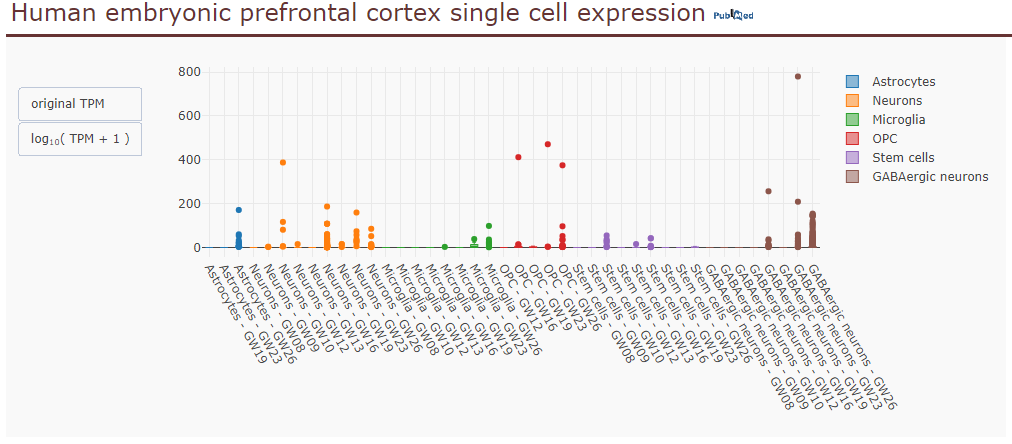 Human embryonic prefrontal cortex single cell expression PubMed
original TPM
log₁₀( TPM + 1 )
800
600
400
200
0
Astrocytes - GW19
Astrocytes - GW23
Astrocytes - GW26
Neurons - GW08
Neurons - GW09
Neurons - GW10
Neurons - GW12
Neurons - GW13
Neurons - GW16
Neurons - GW19
Neurons - GW23
Neurons - GW26
Microglia - GW08
Microglia - GW10
Microglia - GW12
Microglia - GW13
Microglia - GW16
Microglia - GW19
Microglia - GW23
Microglia - GW26
OPC - GW12
OPC - GW16
OPC - GW19
OPC - GW23
OPC - GW26
Stem cells - GW08
Stem cells - GW09
Stem cells - GW10
Stem cells - GW12
Stem cells - GW13
Stem cells - GW16
Stem cells - GW19
Stem cells - GW23
Stem cells - GW26
GABAergic neurons - GW08
GABAergic neurons - GW09
GABAergic neurons - GW10
GABAergic neurons - GW12
GABAergic neurons - GW16
GABAergic neurons - GW19
GABAergic neurons - GW23
GABAergic neurons - GW26
Astrocytes
Neurons
Microglia
OPC
Stem cells
GABAergic neurons